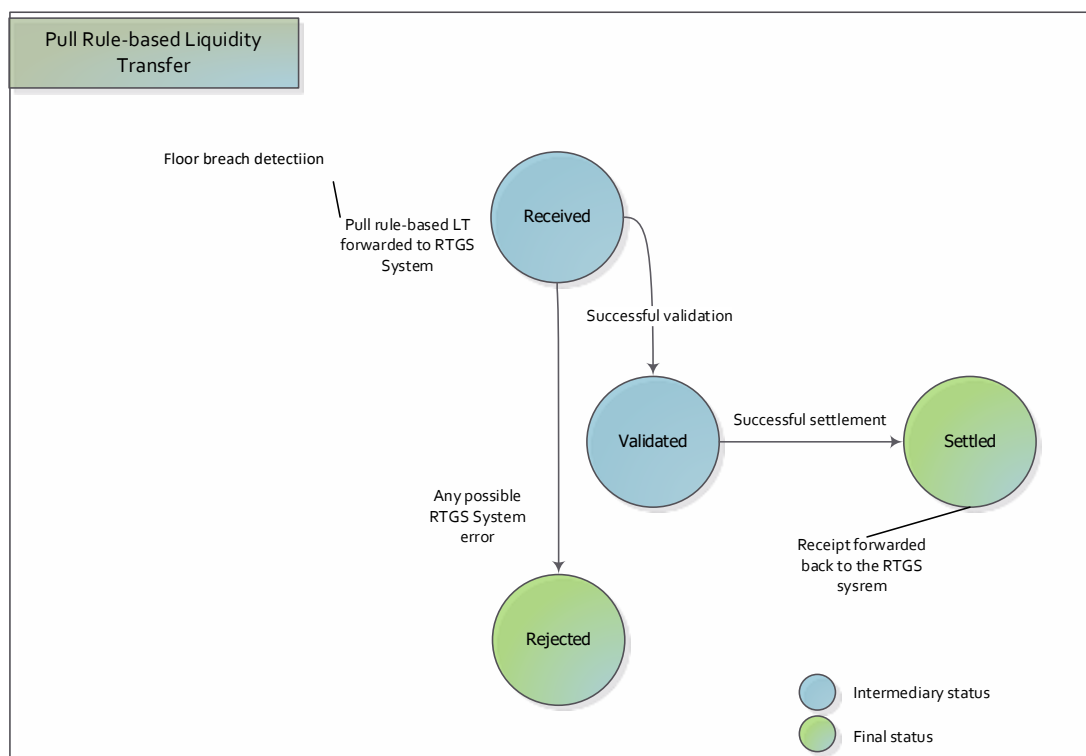 Pull Rule-based Liquidity
Transfer
Floor breach detectiion
Pull rule-based LT
forwarded to RTGS
System
Received
Successful validation
Validated
Successful settlement
Settled
Any possible
RTGS System
error
Receipt forwarded
back to the RTGS
sysrem
Rejected
Intermediary status
Final status